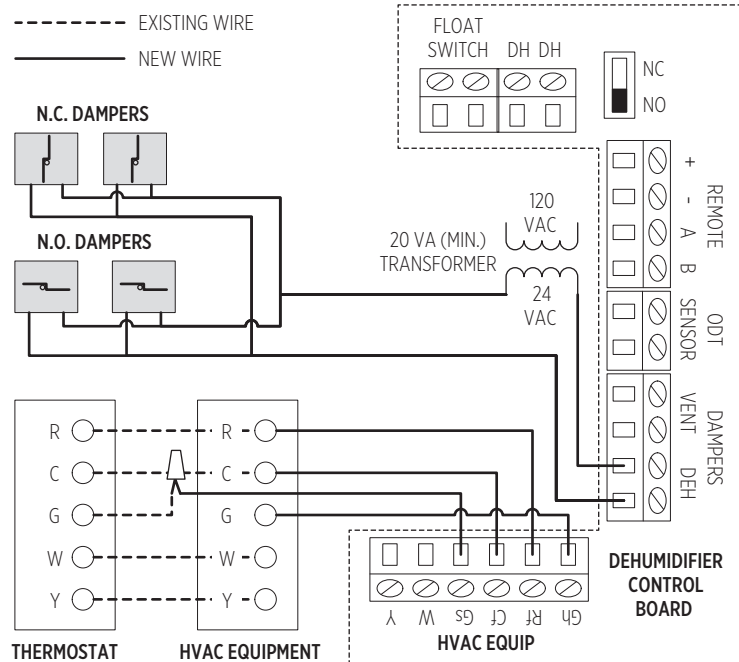 EXISTING WIRE
NEW WIRE
FLOAT
SWITCH DH DH
NC
NO
N.C. DAMPERS
N.O. DAMPERS
120
VAC
20 VA (MIN.)
TRANSFORMER
24
VAC
+
-
A
B
REMOTE
ODT
SENSOR
DAMPERS
VENT DEH
R
C
G
W
Y
THERMOSTAT
R
C
G
W
Y
HVAC EQUIPMENT
Y W Gs Cf Rf Gh
HVAC EQUIP
DEHUMIDIFIER
CONTROL
BOARD